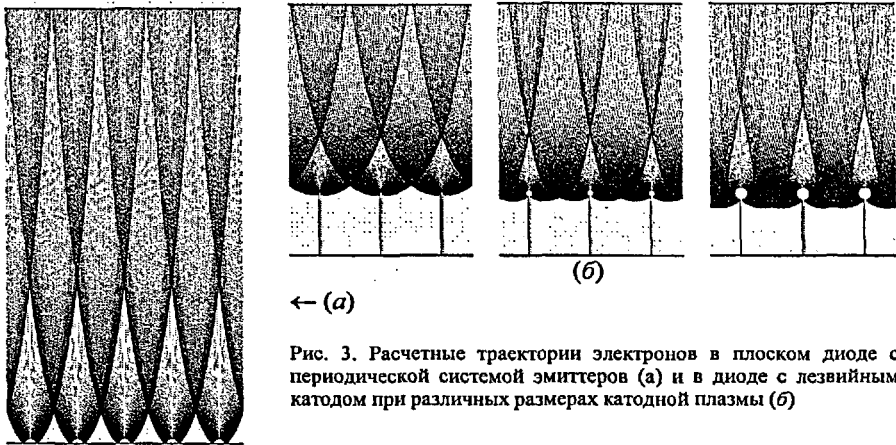 (б)
← (а)
Рис. 3. Расчетные траектории электронов в плоском диоде с
периодической системой эмиттеров (а) и в диоде с лезвийным
катодом при различных размерах катодной плазмы (б)